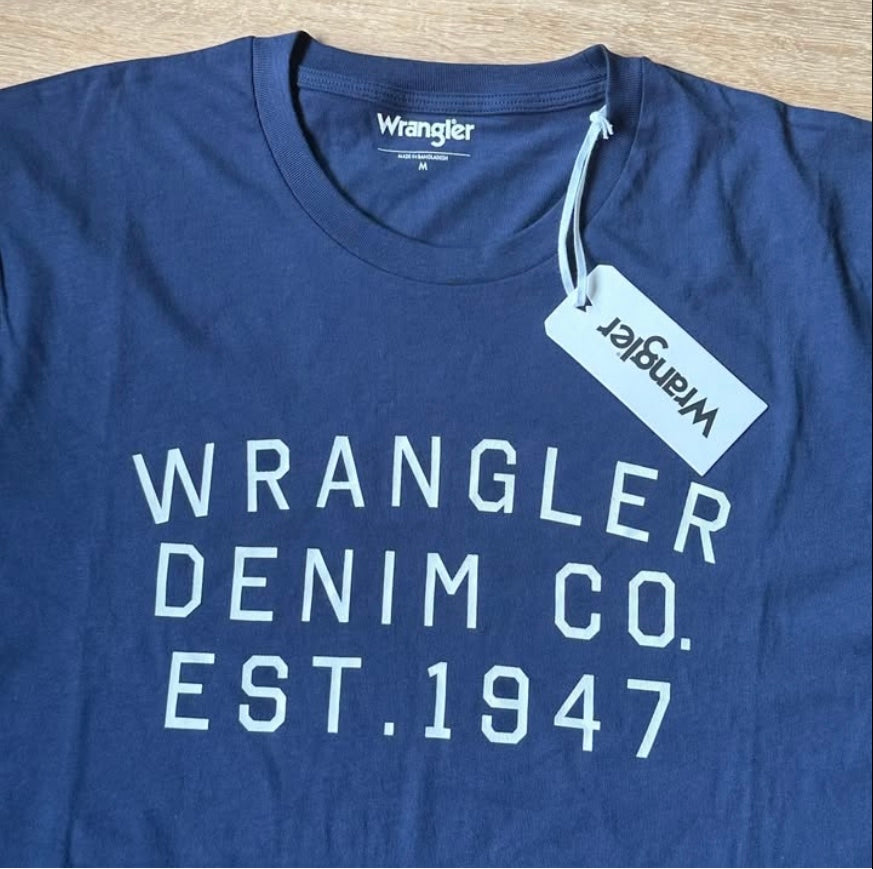 Wrangler
MADE IN BANGLADESH
M
Wrangler
WRANGLER
DENIM CO.
EST.1947